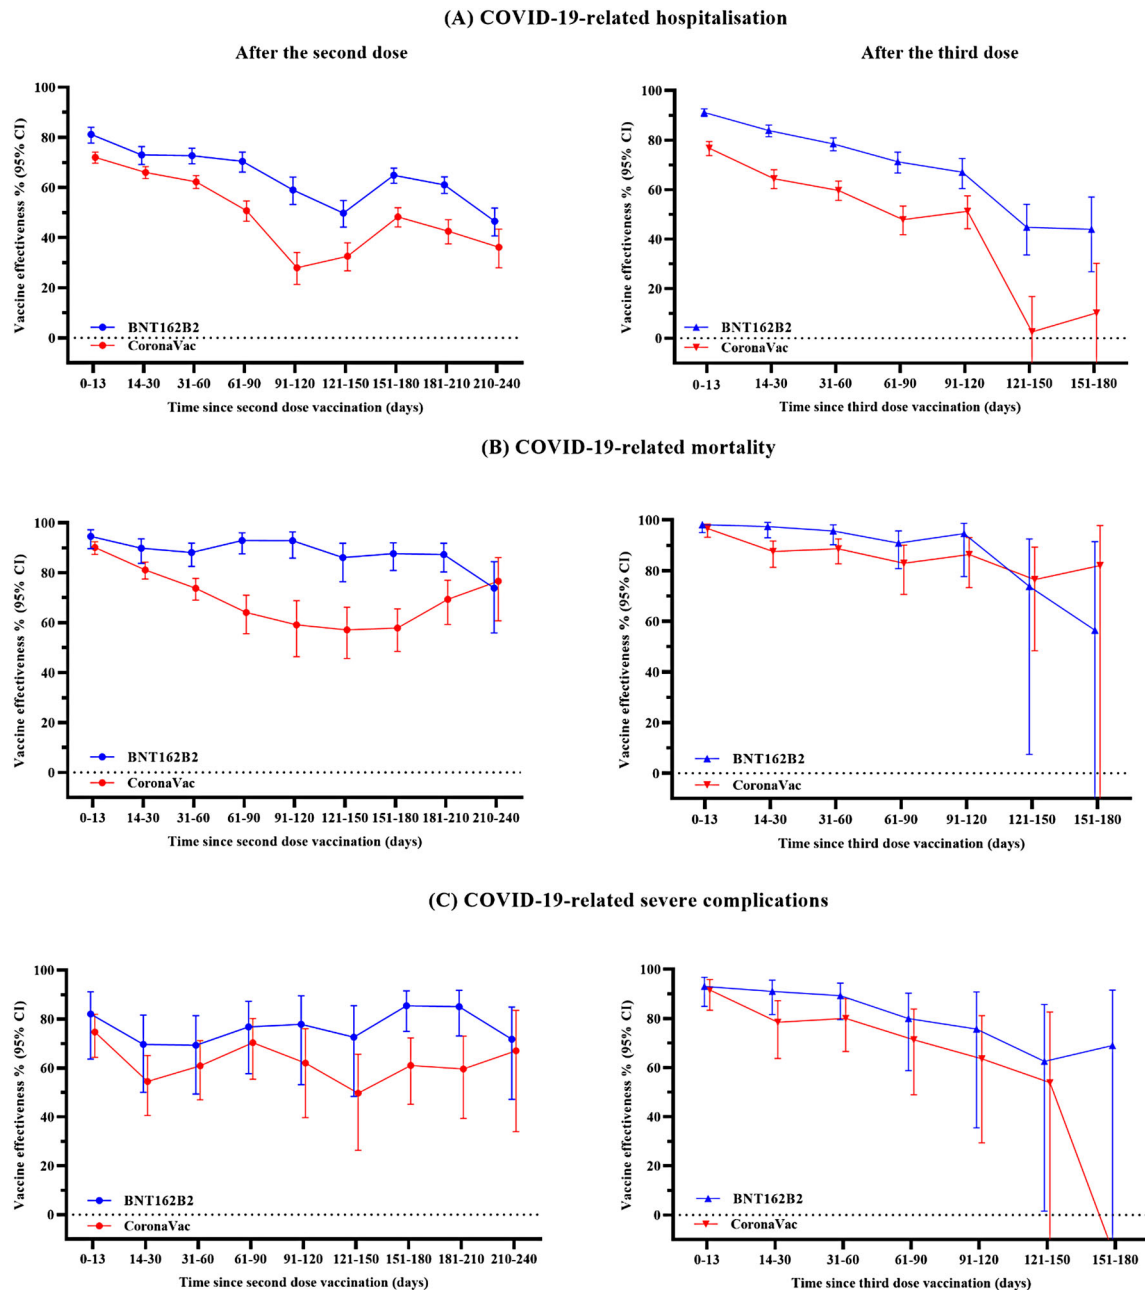 (A) COVID-19-related hospitalisation
After the second dose
After the third dose
Vaccine effectiveness % (95% CI)
100
80
60
40
20
0
BNT162B2
CoronaVac
0-13 14-30 31-60 61-90 91-120 121-150 151-180 181-210 210-240
Time since second dose vaccination (days)
Vaccine effectiveness % (95% CI)
100
80
60
40
20
0
BNT162B2
CoronaVac
0-13 14-30 31-60 61-90 91-120 121-150 151-180
Time since third dose vaccination (days)
(B) COVID-19-related mortality
Vaccine effectiveness % (95% CI)
100
80
60
40
20
0
BNT162B2
CoronaVac
0-13 14-30 31-60 61-90 91-120 121-150 151-180 181-210 210-240
Time since second dose vaccination (days)
Vaccine effectiveness % (95% CI)
100
80
60
40
20
0
BNT162B2
CoronaVac
0-13 14-30 31-60 61-90 91-120 121-150 151-180
Time since third dose vaccination (days)
(C) COVID-19-related severe complications
Vaccine effectiveness % (95% CI)
100
80
60
40
20
0
BNT162B2
CoronaVac
0-13 14-30 31-60 61-90 91-120 121-150 151-180 181-210 210-240
Time since second dose vaccination (days)
Vaccine effectiveness % (95% CI)
100
80
60
40
20
0
BNT162B2
CoronaVac
0-13 14-30 31-60 61-90 91-120 121-150 151-180
Time since third dose vaccination (days)